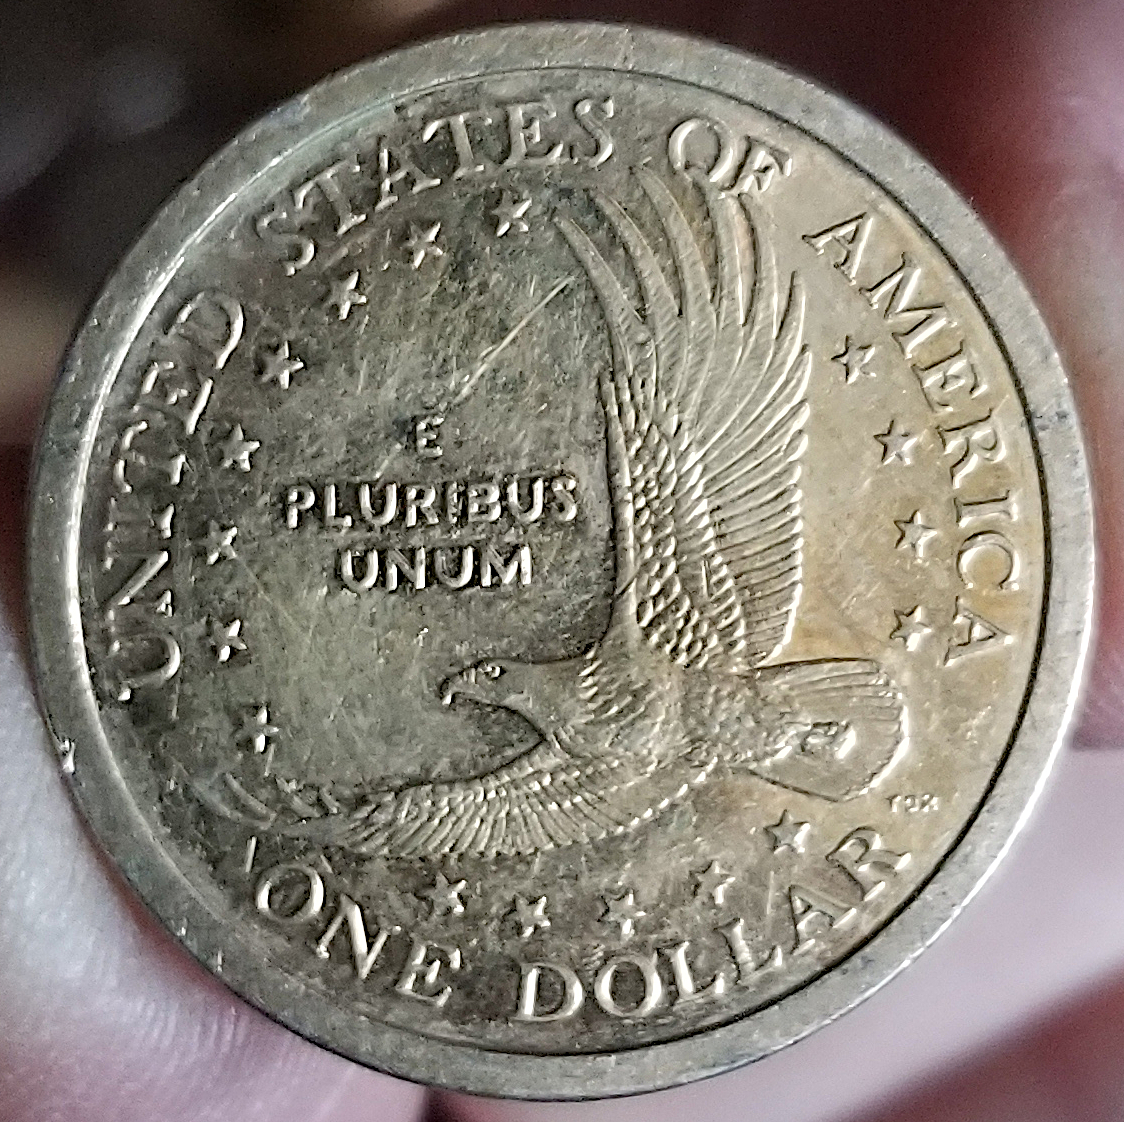 UNITED STATES OF AMERICA
E
PLURIBUS
UNUM
ONE DOLLAR